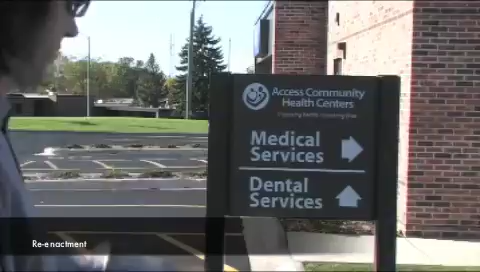 Access Community
Health Centers
Medical
Services
Dental
Services
Re-enactment